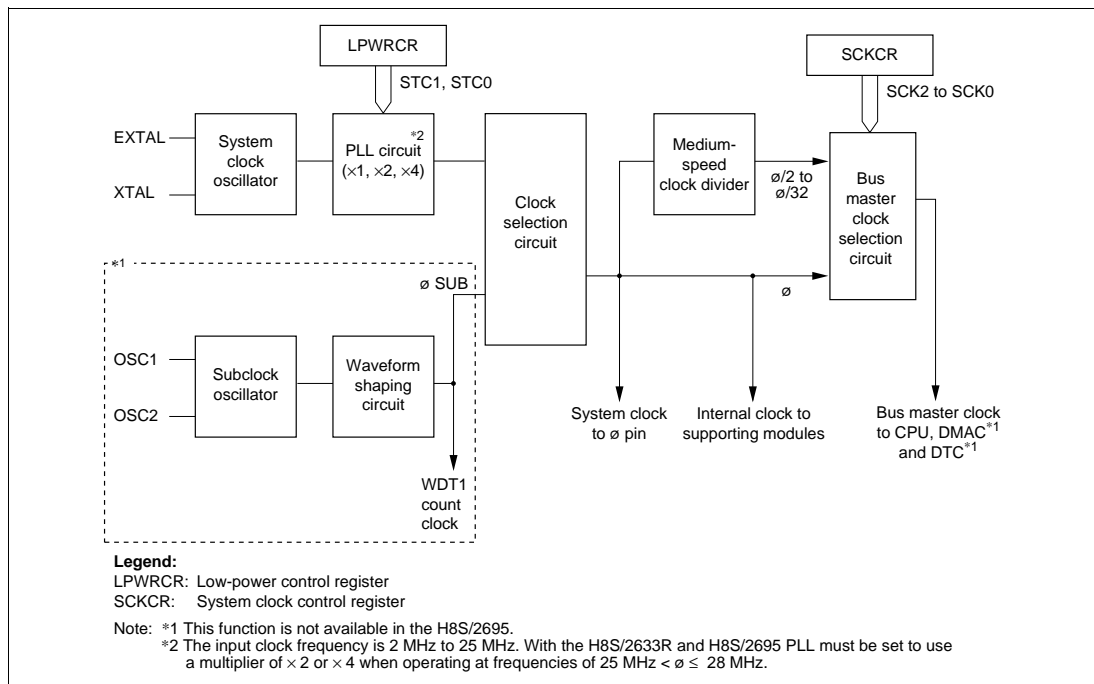 LPWRCR
STC1, STC0
SCKCR
SCK2 to SCK0
EXTAL
XTAL
System
clock
oscillator
*2
PLL circuit
(×1, ×2, ×4)
Clock
selection
circuit
Medium-
speed
clock divider
ø/2 to
ø/32
Bus
master
clock
selection
circuit
*1
ø SUB
ø
OSC1
OSC2
Subclock
oscillator
Waveform
shaping
circuit
WDT1
count
clock
System clock
to ø pin
Internal clock to
supporting modules
Bus master clock
to CPU, DMAC*1
and DTC*1
Legend:
LPWRCR: Low-power control register
SCKCR: System clock control register
Note: *1 This function is not available in the H8S/2695.
*2 The input clock frequency is 2 MHz to 25 MHz. With the H8S/2633R and H8S/2695 PLL must be set to use
a multiplier of × 2 or × 4 when operating at frequencies of 25 MHz < ø ≤ 28 MHz.